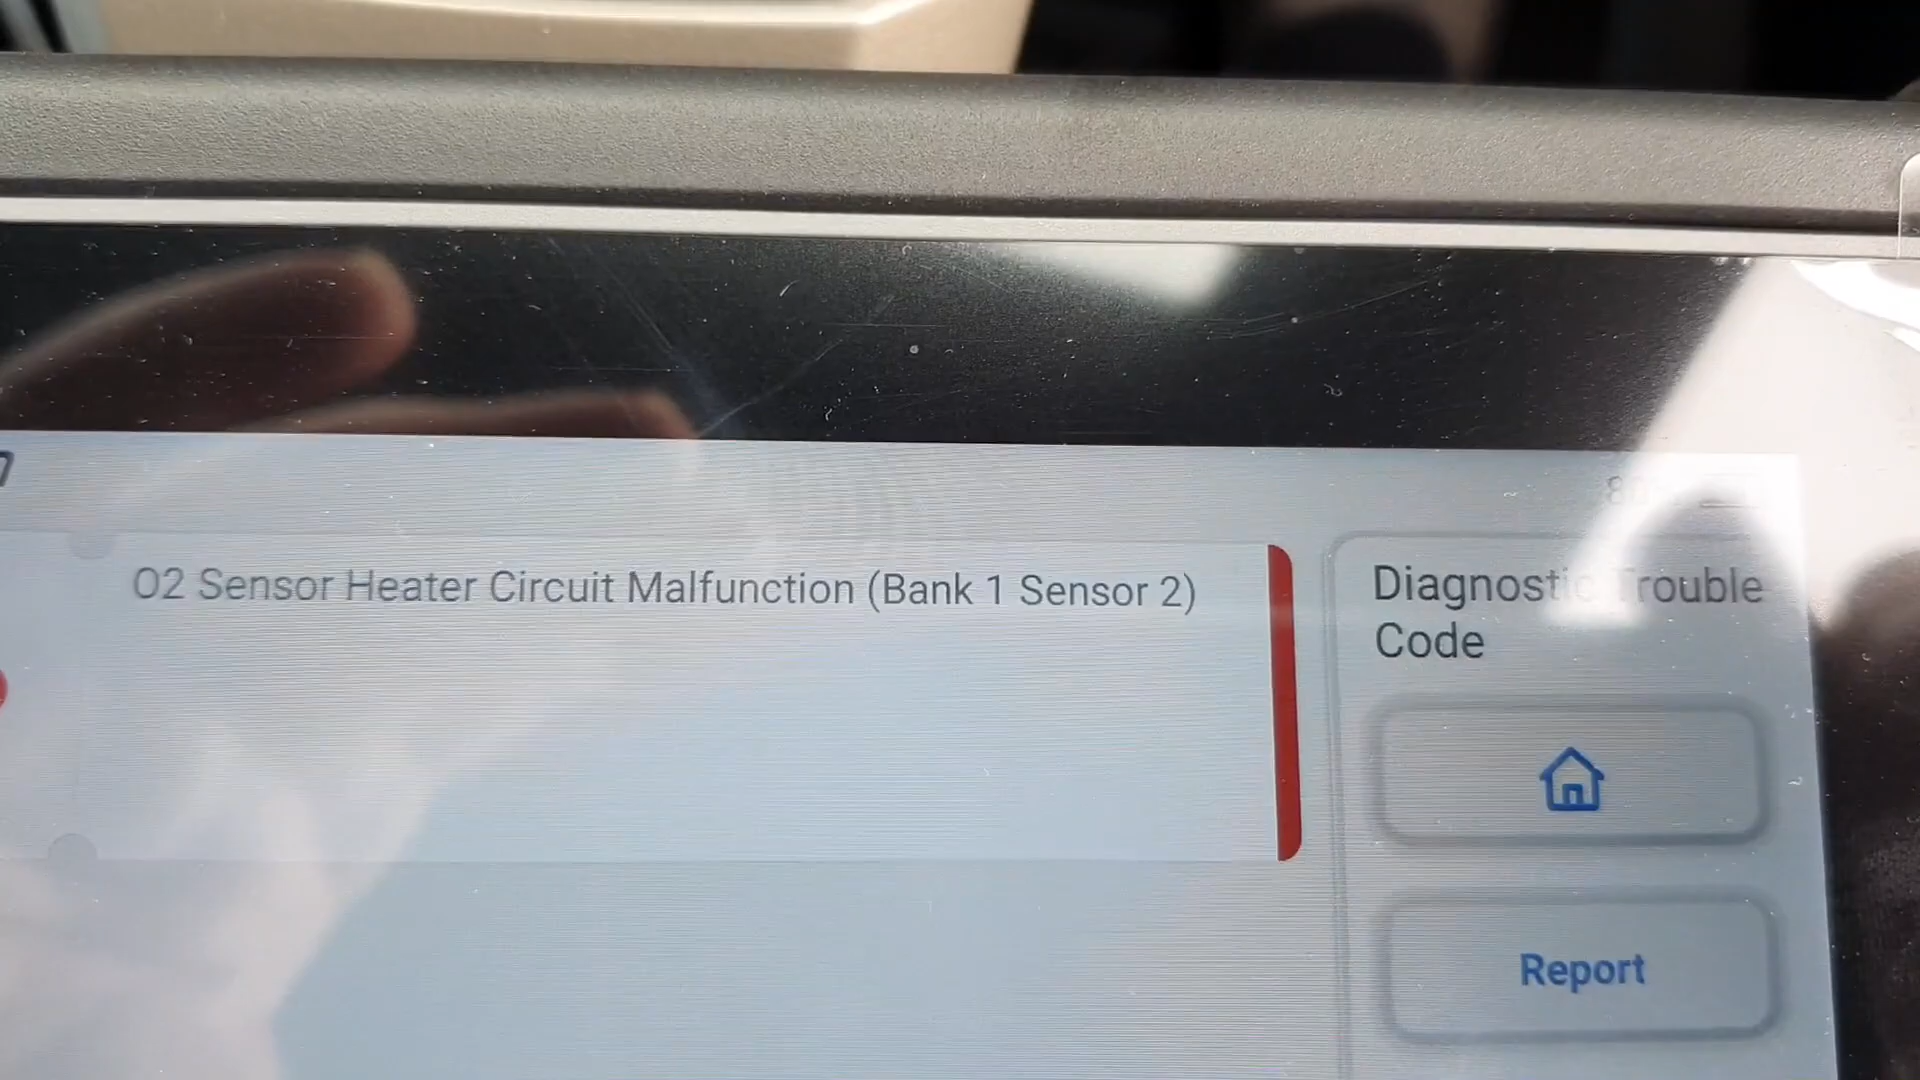 O2 Sensor Heater Circuit Malfunction (Bank 1 Sensor 2)
Diagnostic Trouble
Code
Report